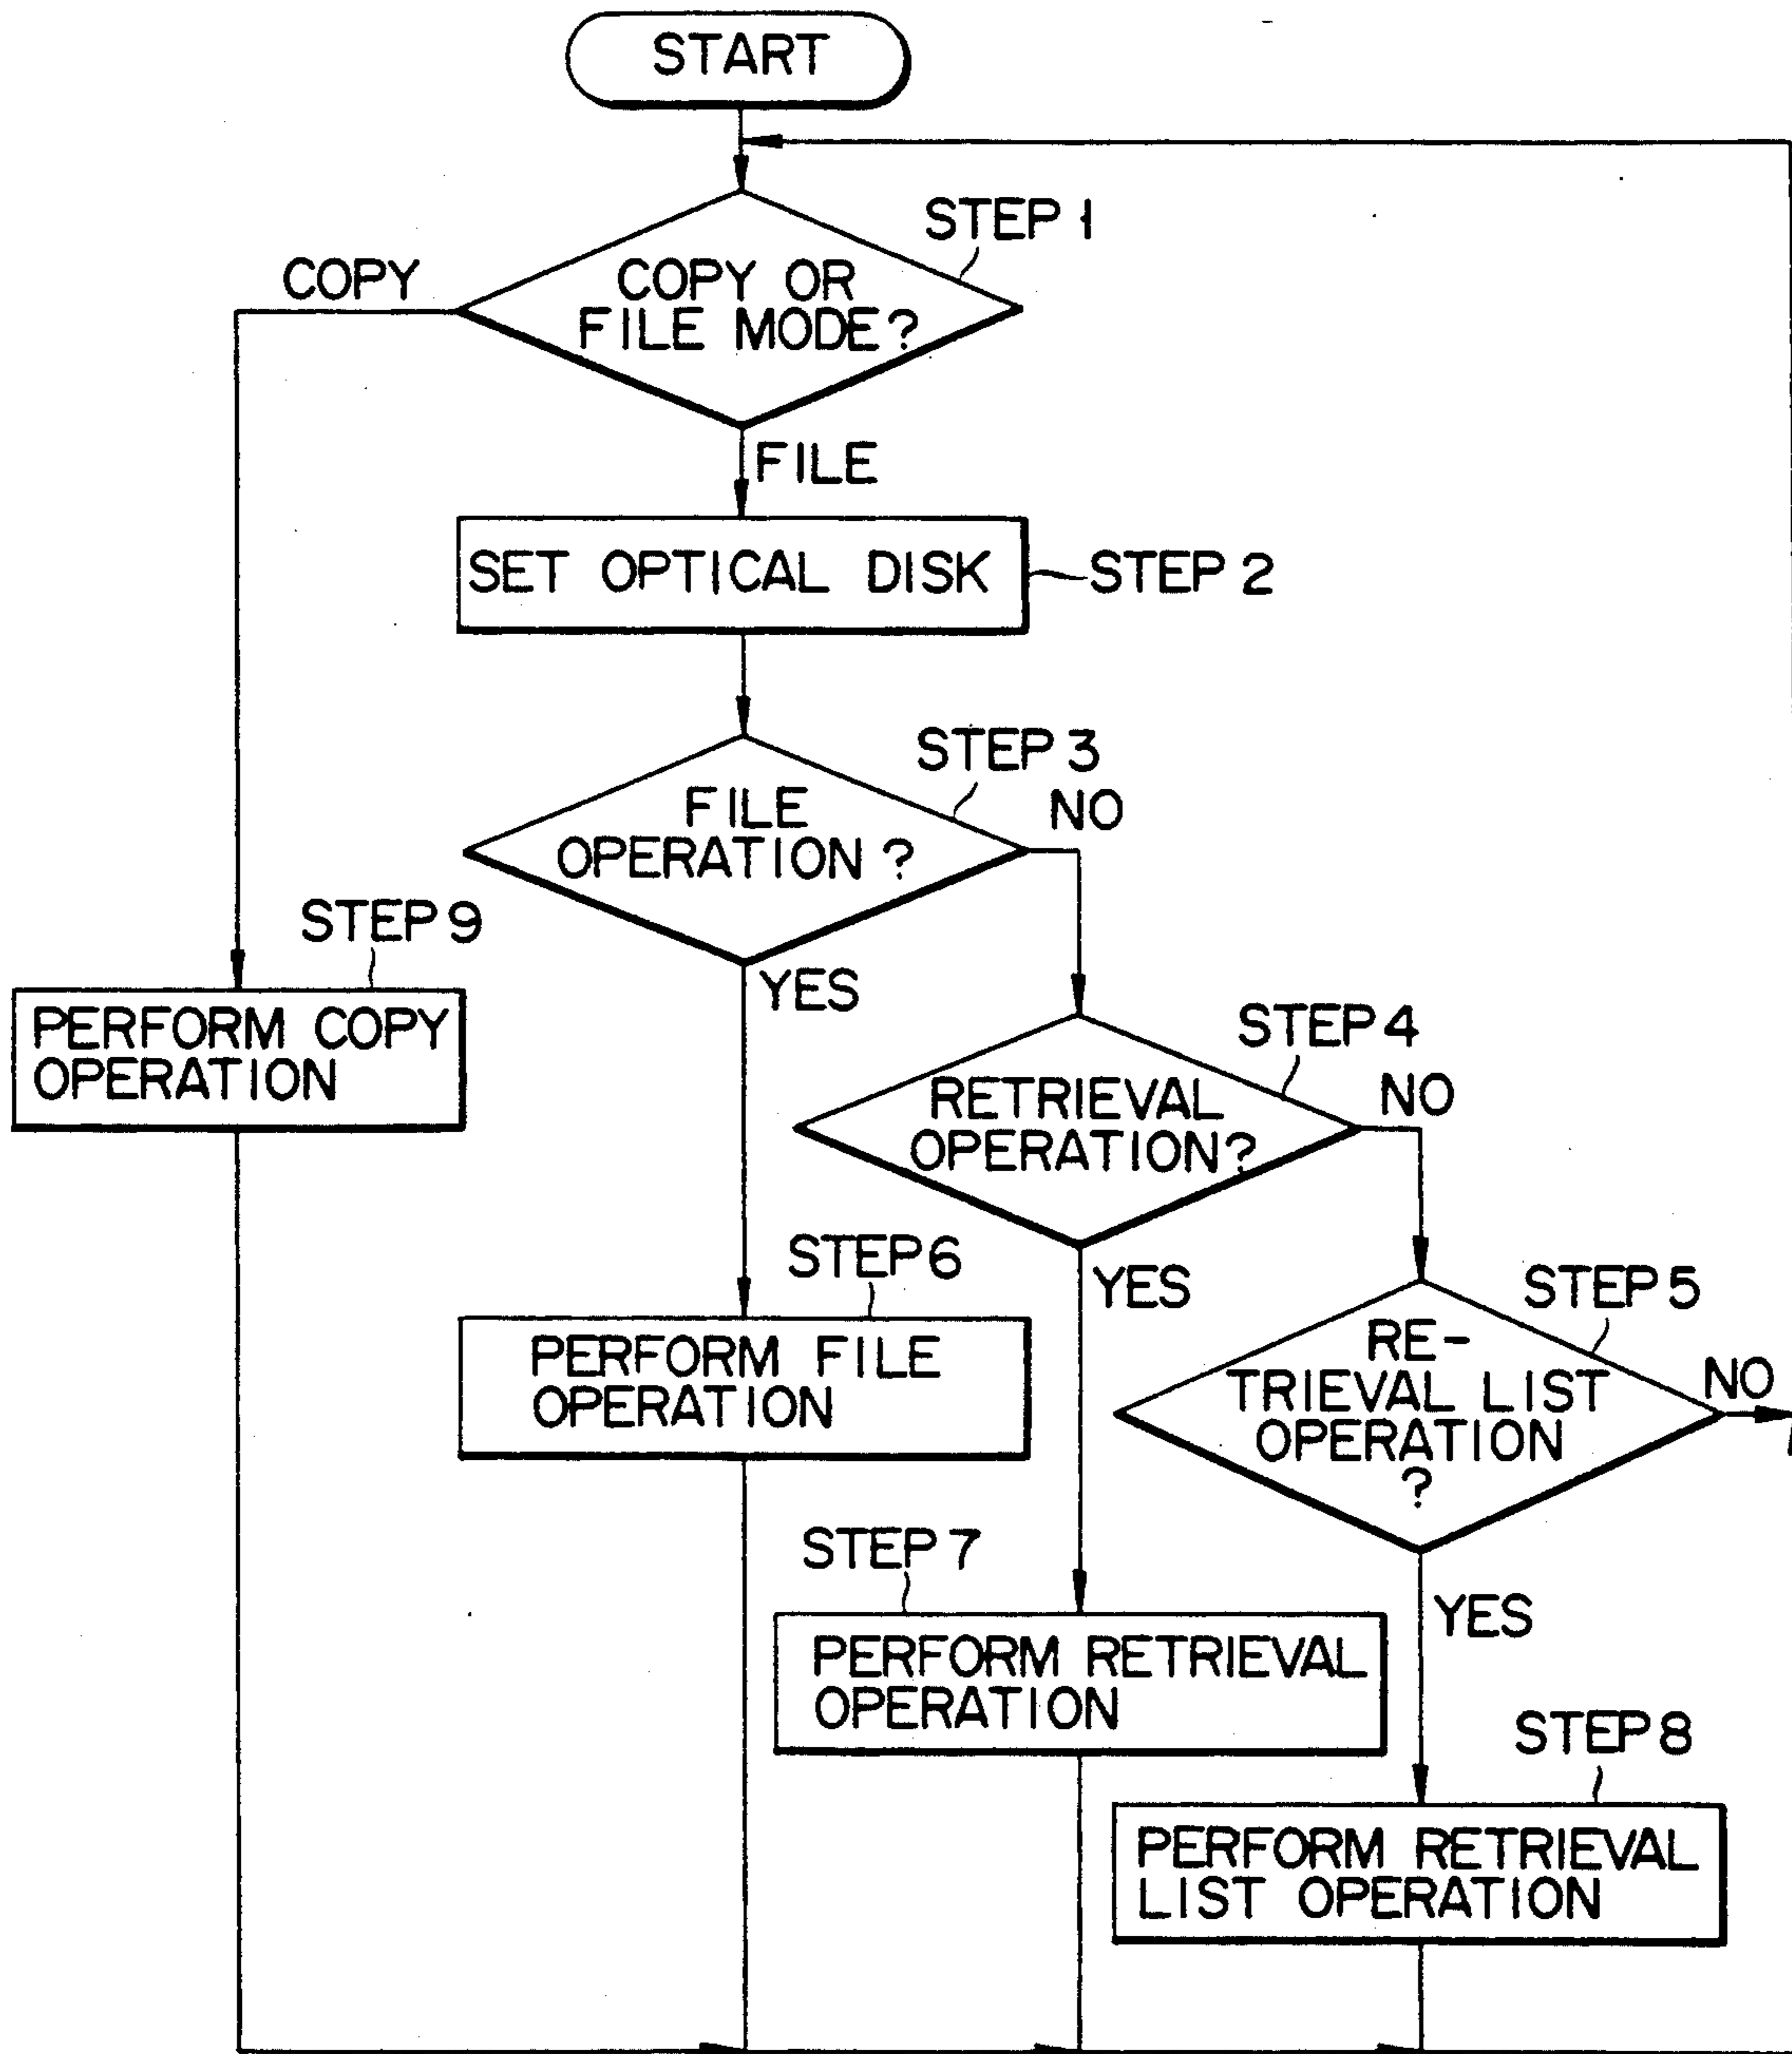 START
STEP 1
COPY
COPY OR
FILE MODE?
FILE
SET OPTICAL DISK
STEP 2
STEP 3
FILE
OPERATION ?
NO
STEP 9
YES
PERFORM COPY
OPERATION
STEP 4
RETRIEVAL
OPERATION?
NO
STEP 6
YES
STEP 5
PERFORM FILE
OPERATION
RE-
TRIEVAL LIST
OPERATION
?
NO
STEP 7
YES
PERFORM RETRIEVAL
OPERATION
STEP 8
PERFORM RETRIEVAL
LIST OPERATION